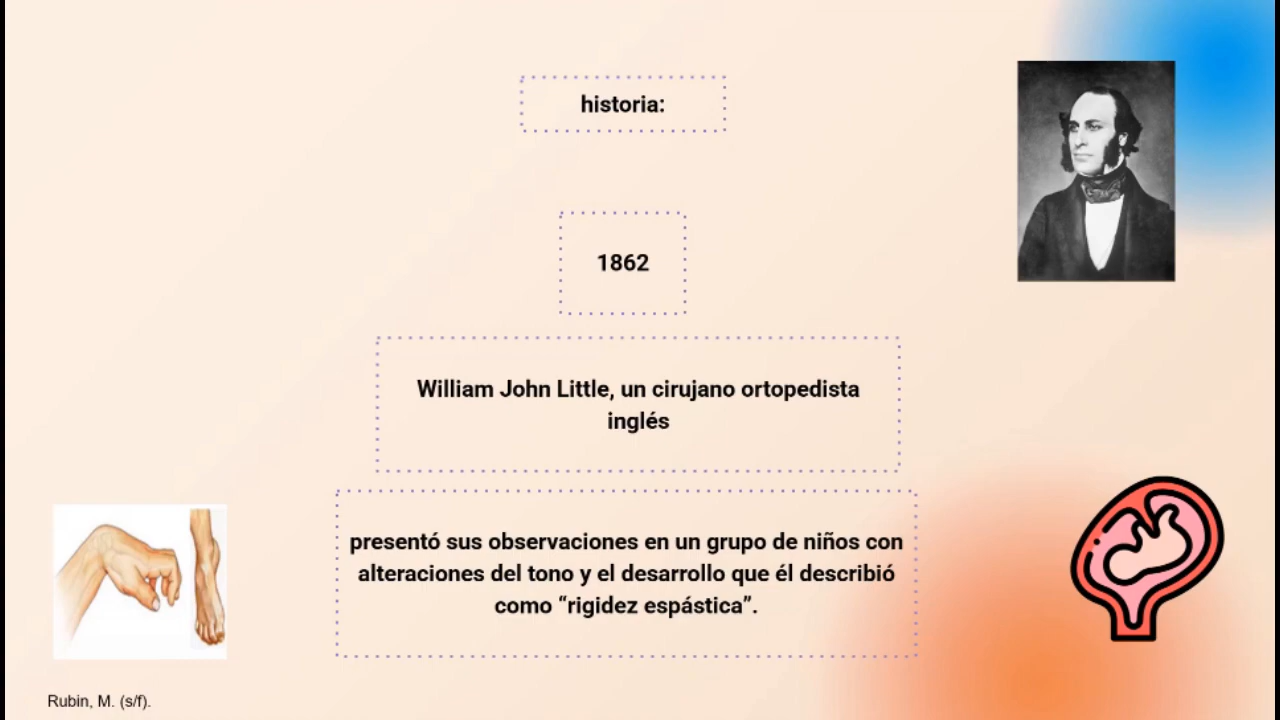 historia:
1862
William John Little, un cirujano ortopedista
inglés
presentó sus observaciones en un grupo de niños con
alteraciones del tono y el desarrollo que él describió
como “rigidez espástica”.
Rubin, M. (s/f).